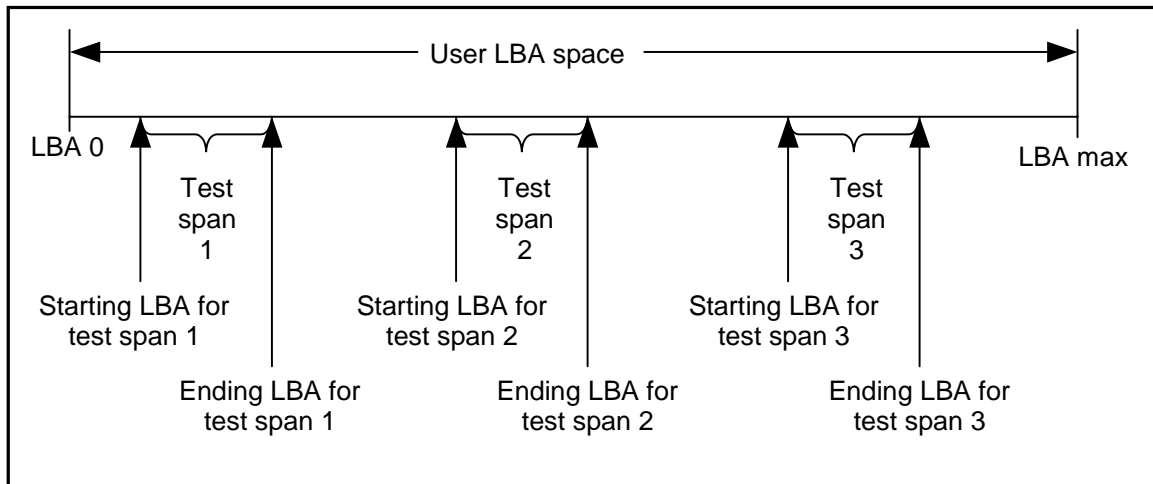 User LBA space
LBA 0
LBA max
Test
span
1
Test
span
2
Test
span
3
Starting LBA for
test span 1
Starting LBA for
test span 2
Starting LBA for
test span 3
Ending LBA for
test span 1
Ending LBA for
test span 2
Ending LBA for
test span 3